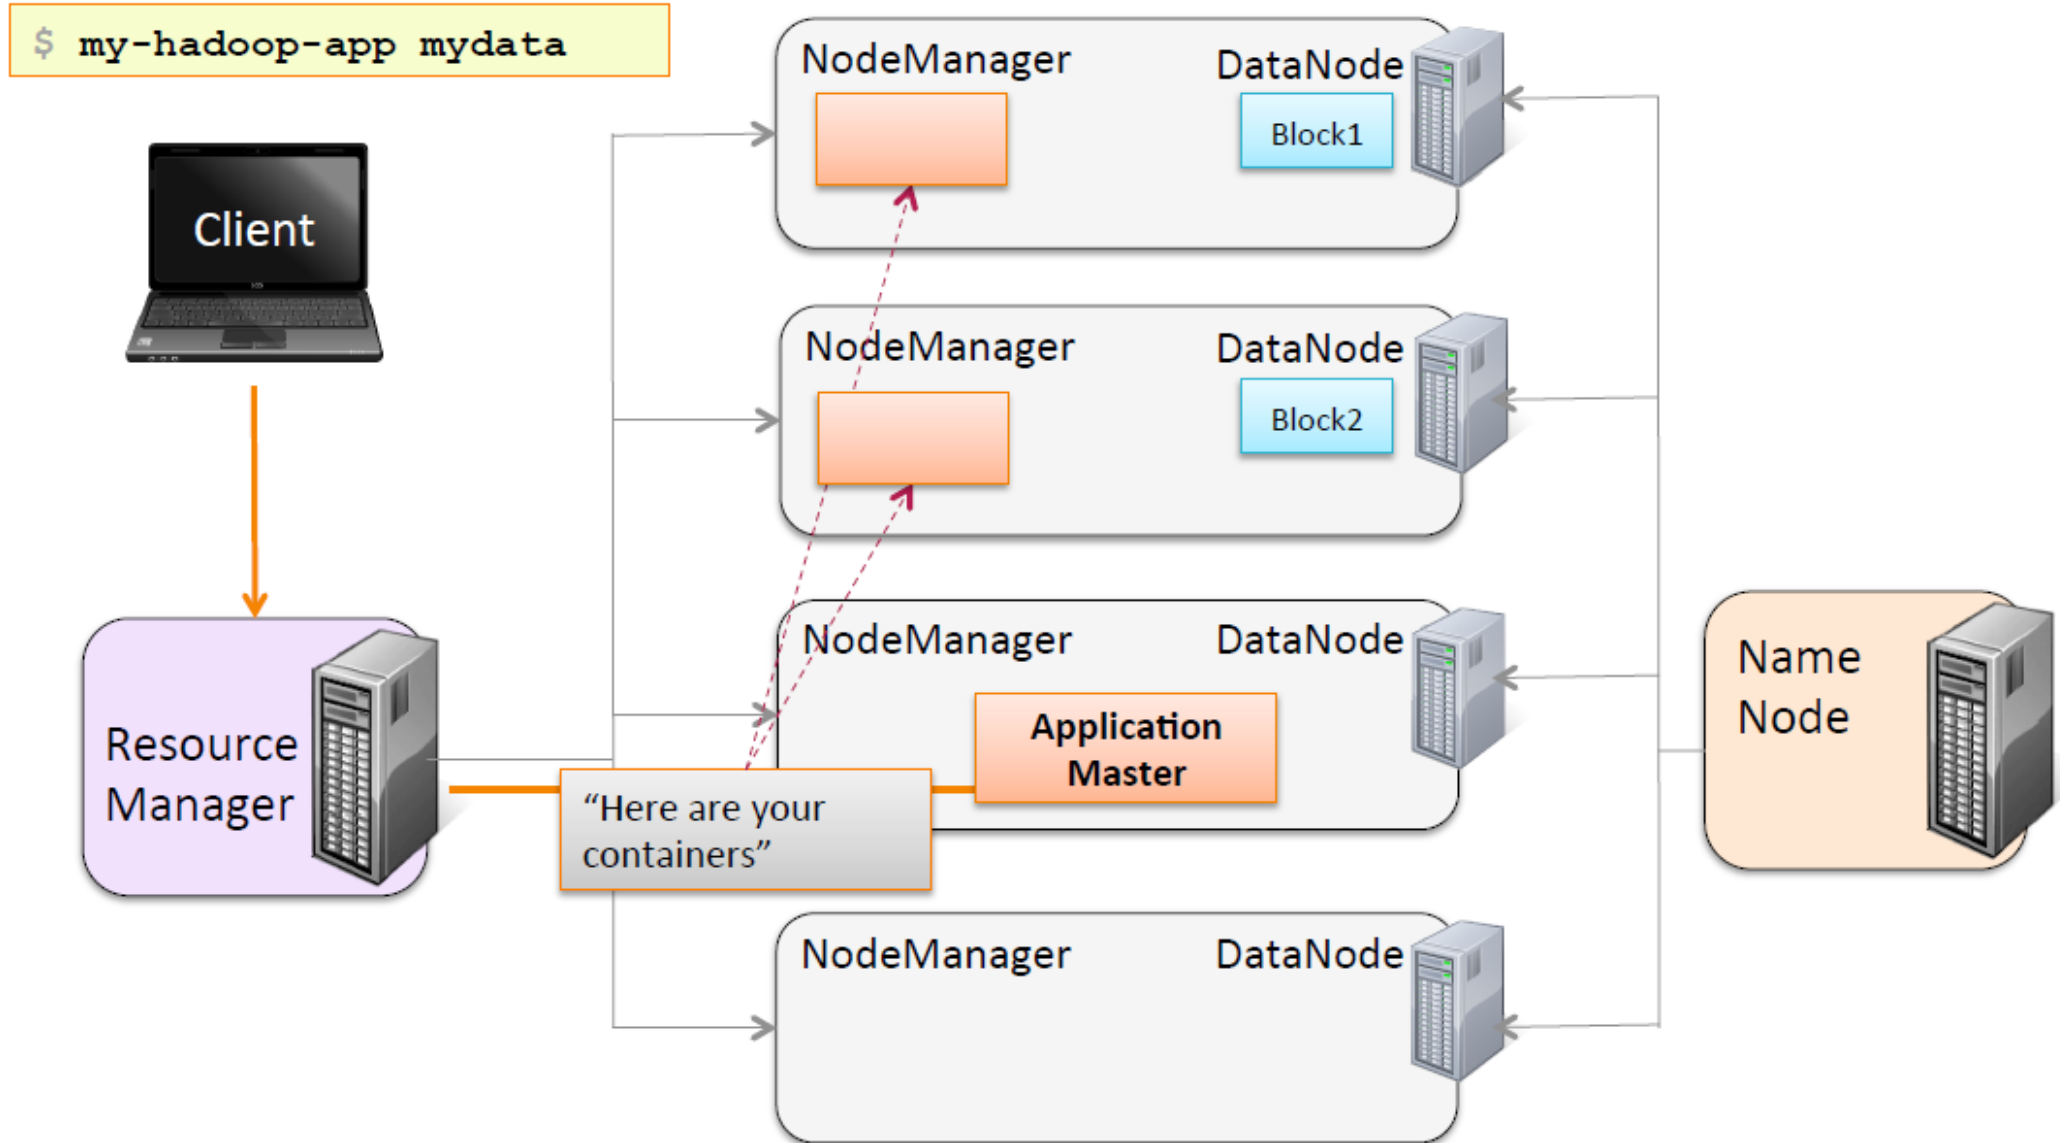 $ my-hadoop-app mydata
Client
Resource
Manager
NodeManager
DataNode
Block1
NodeManager
DataNode
Block2
NodeManager
DataNode
Application
Master
“Here are your
containers”
NodeManager
DataNode
Name
Node